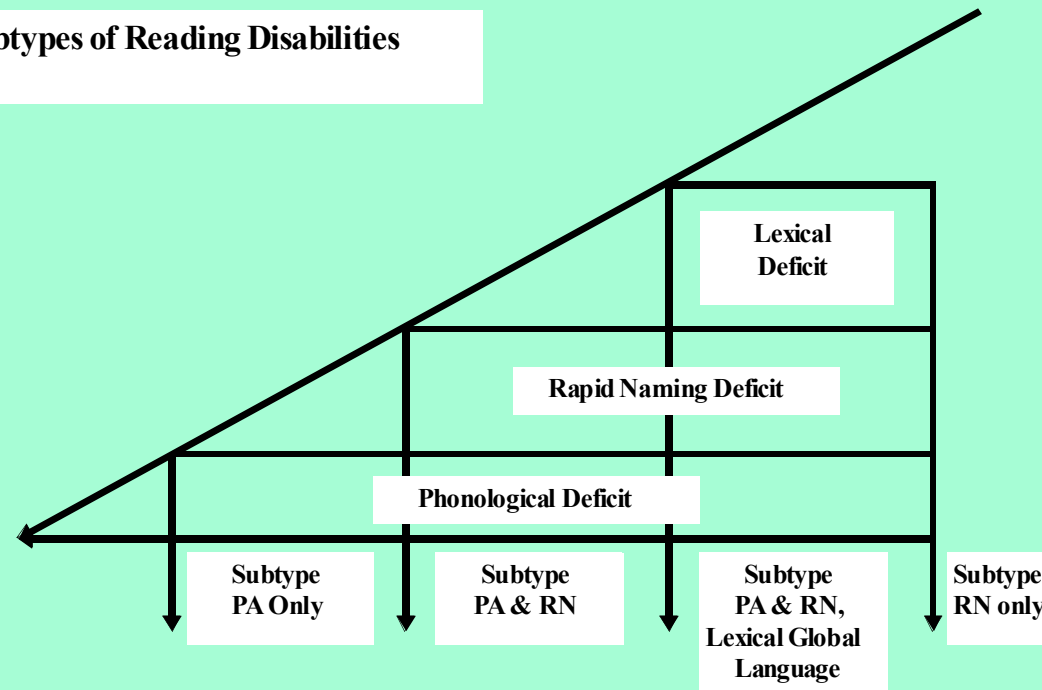 btypes of Reading Disabilities
Lexical
Deficit
Rapid Naming Deficit
Phonological Deficit
Subtype
PA Only
Subtype
PA & RN
Subtype
PA & RN,
Lexical Global
Language
Subtype
RN only